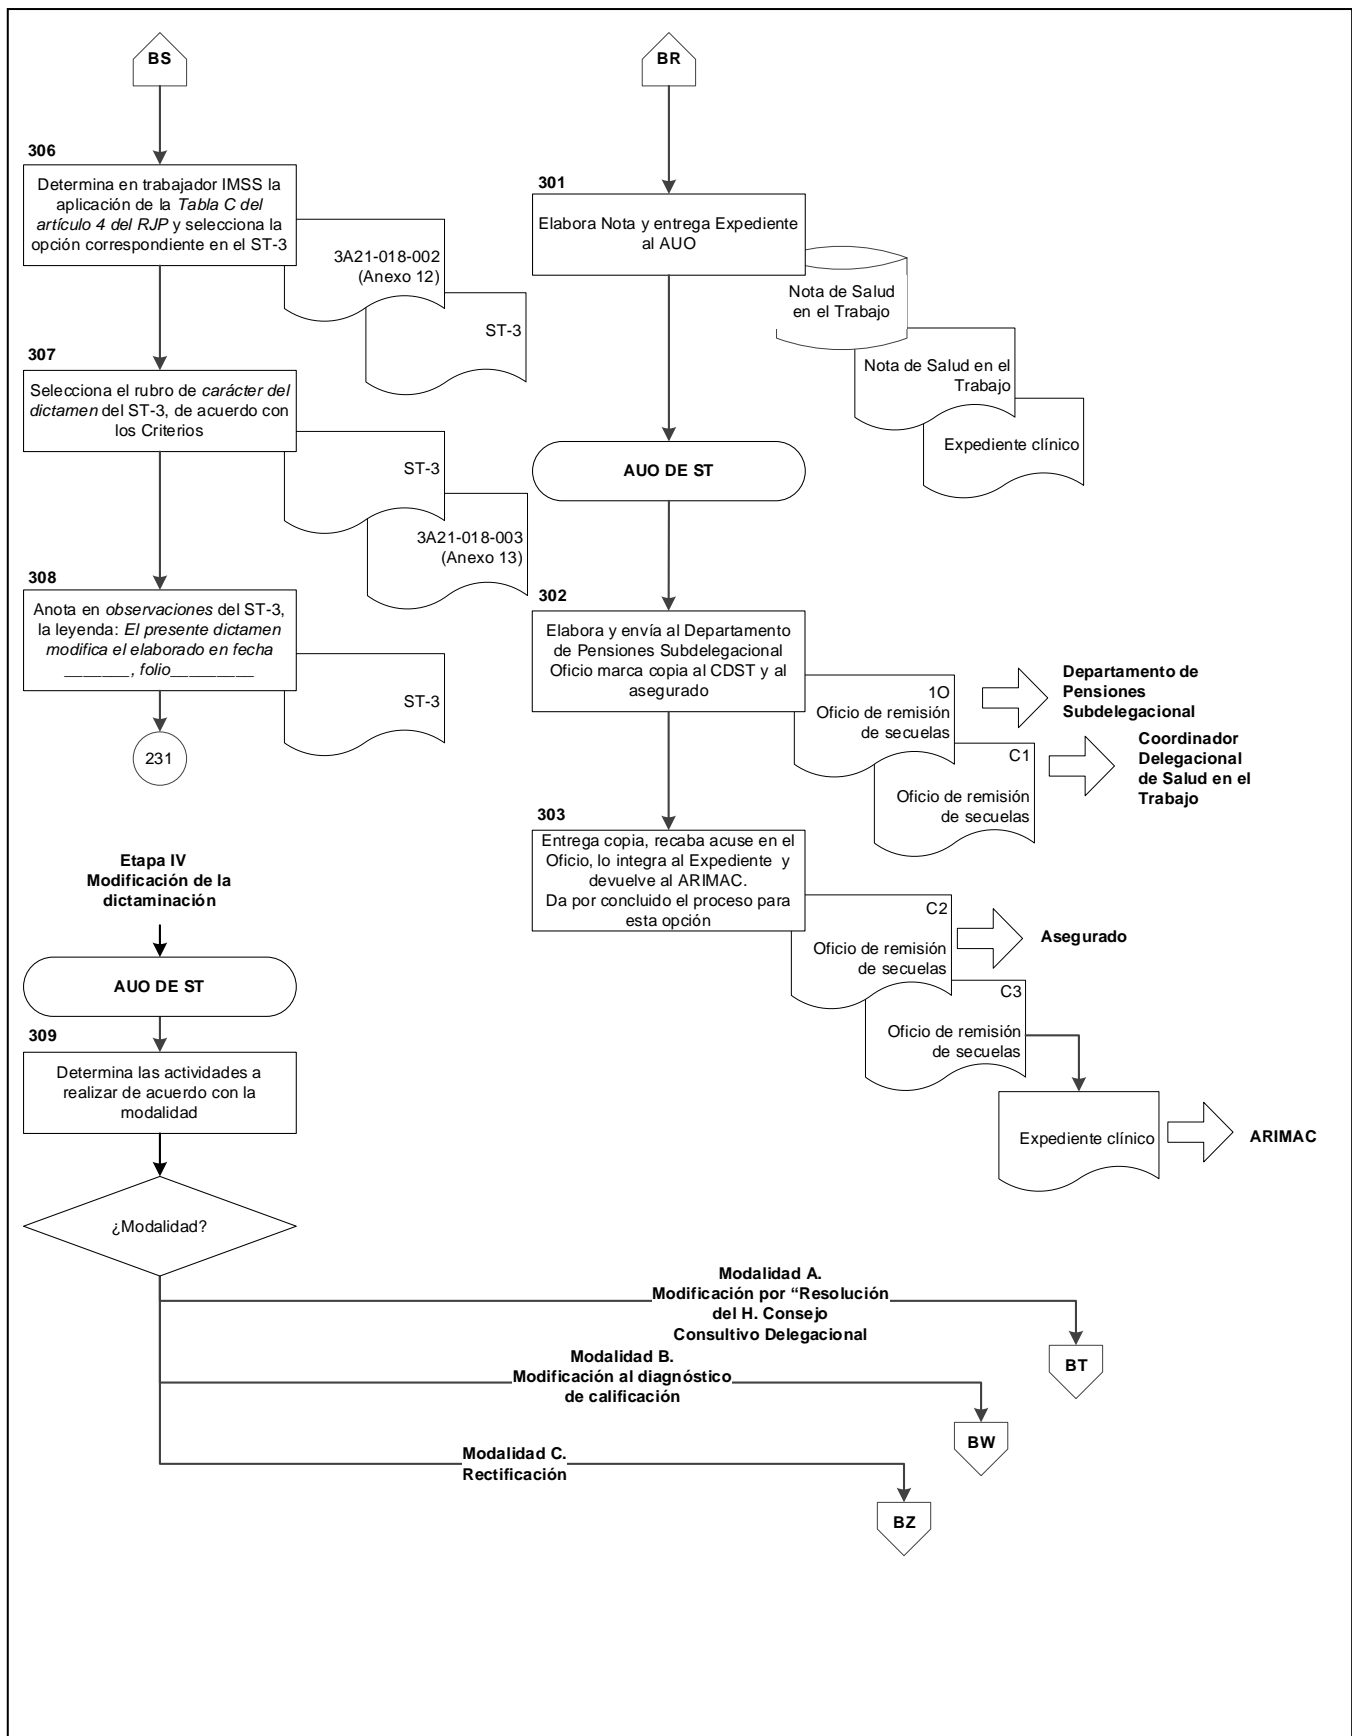 BS
306
Determina en trabajador IMSS la
aplicación de la Tabla C del
artículo 4 del RJP y selecciona la
opción correspondiente en el ST-3
3A21-018-002
(Anexo 12)
ST-3
307
Selecciona el rubro de carácter del
dictamen del ST-3, de acuerdo con
los Criterios
ST-3
3A21-018-003
(Anexo 13)
308
Anota en observaciones del ST-3,
la leyenda: El presente dictamen
modifica el elaborado en fecha
_______, folio_________
ST-3
231
BR
301
Elabora Nota y entrega Expediente
al AUO
Nota de Salud
en el Trabajo
Nota de Salud en el
Trabajo
Expediente clínico
AUO DE ST
302
Elabora y envía al Departamento
de Pensiones Subdelegacional
Oficio marca copia al CDST y al
asegurado
1O
Oficio de remisión
de secuelas
Departamento de
Pensiones
Subdelegacional
C1
Oficio de remisión
de secuelas
Coordinador
Delegacional
de Salud en el
Trabajo
303
Entrega copia, recaba acuse en el
Oficio, lo integra al Expediente y
devuelve al ARIMAC.
Da por concluido el proceso para
esta opción
C2
Oficio de remisión
de secuelas
Asegurado
C3
Oficio de remisión
de secuelas
Expediente clínico
ARIMAC
Etapa IV
Modificación de la
dictaminación
AUO DE ST
309
Determina las actividades a
realizar de acuerdo con la
modalidad
¿Modalidad?
Modalidad A.
Modificación por “Resolución
del H. Consejo
Consultivo Delegacional
BT
Modalidad B.
Modificación al diagnóstico
de calificación
BW
Modalidad C.
Rectificación
BZ